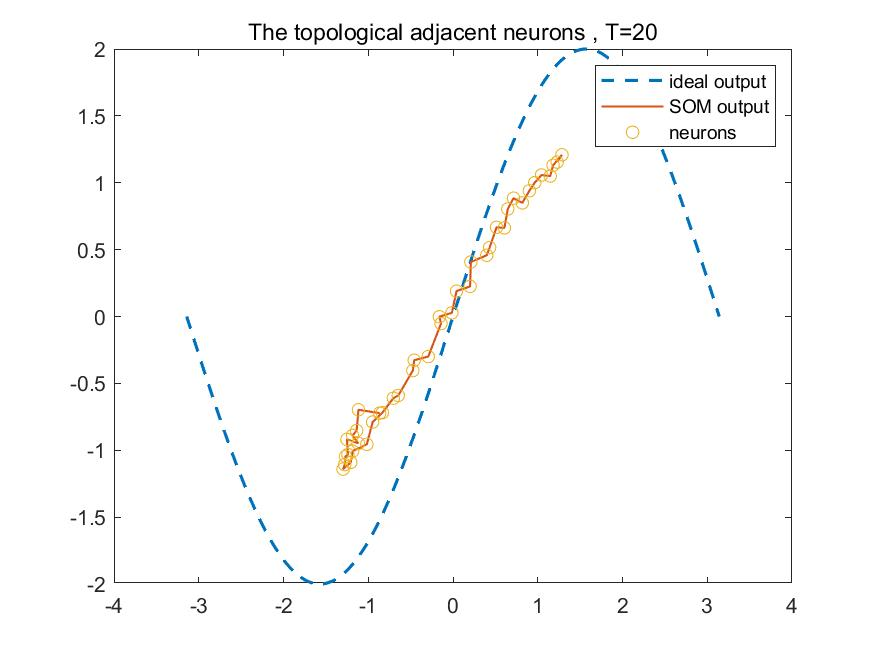 The topological adjacent neurons , T=20
ideal output
SOM output
neurons
2
1.5
1
0.5
0
-0.5
-1
-1.5
-2
-4 -3 -2 -1 0 1 2 3 4